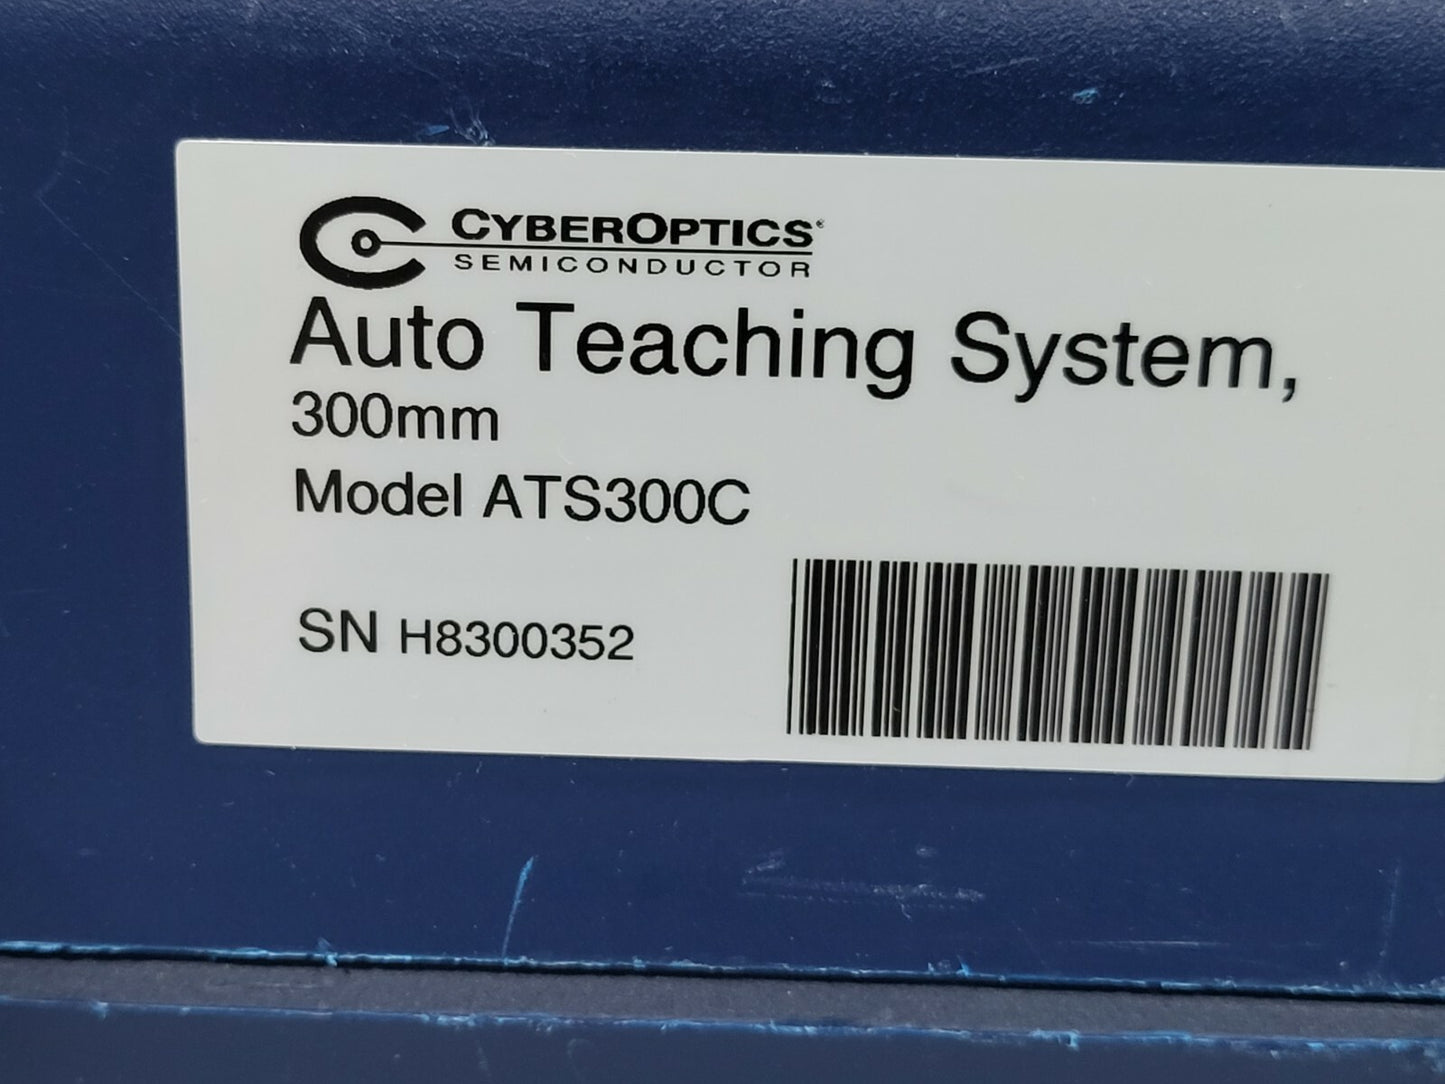 CYBEROPTICS®
SEMICONDUCTOR
Auto Teaching System,
300mm
Model ATS300C
SN H8300352